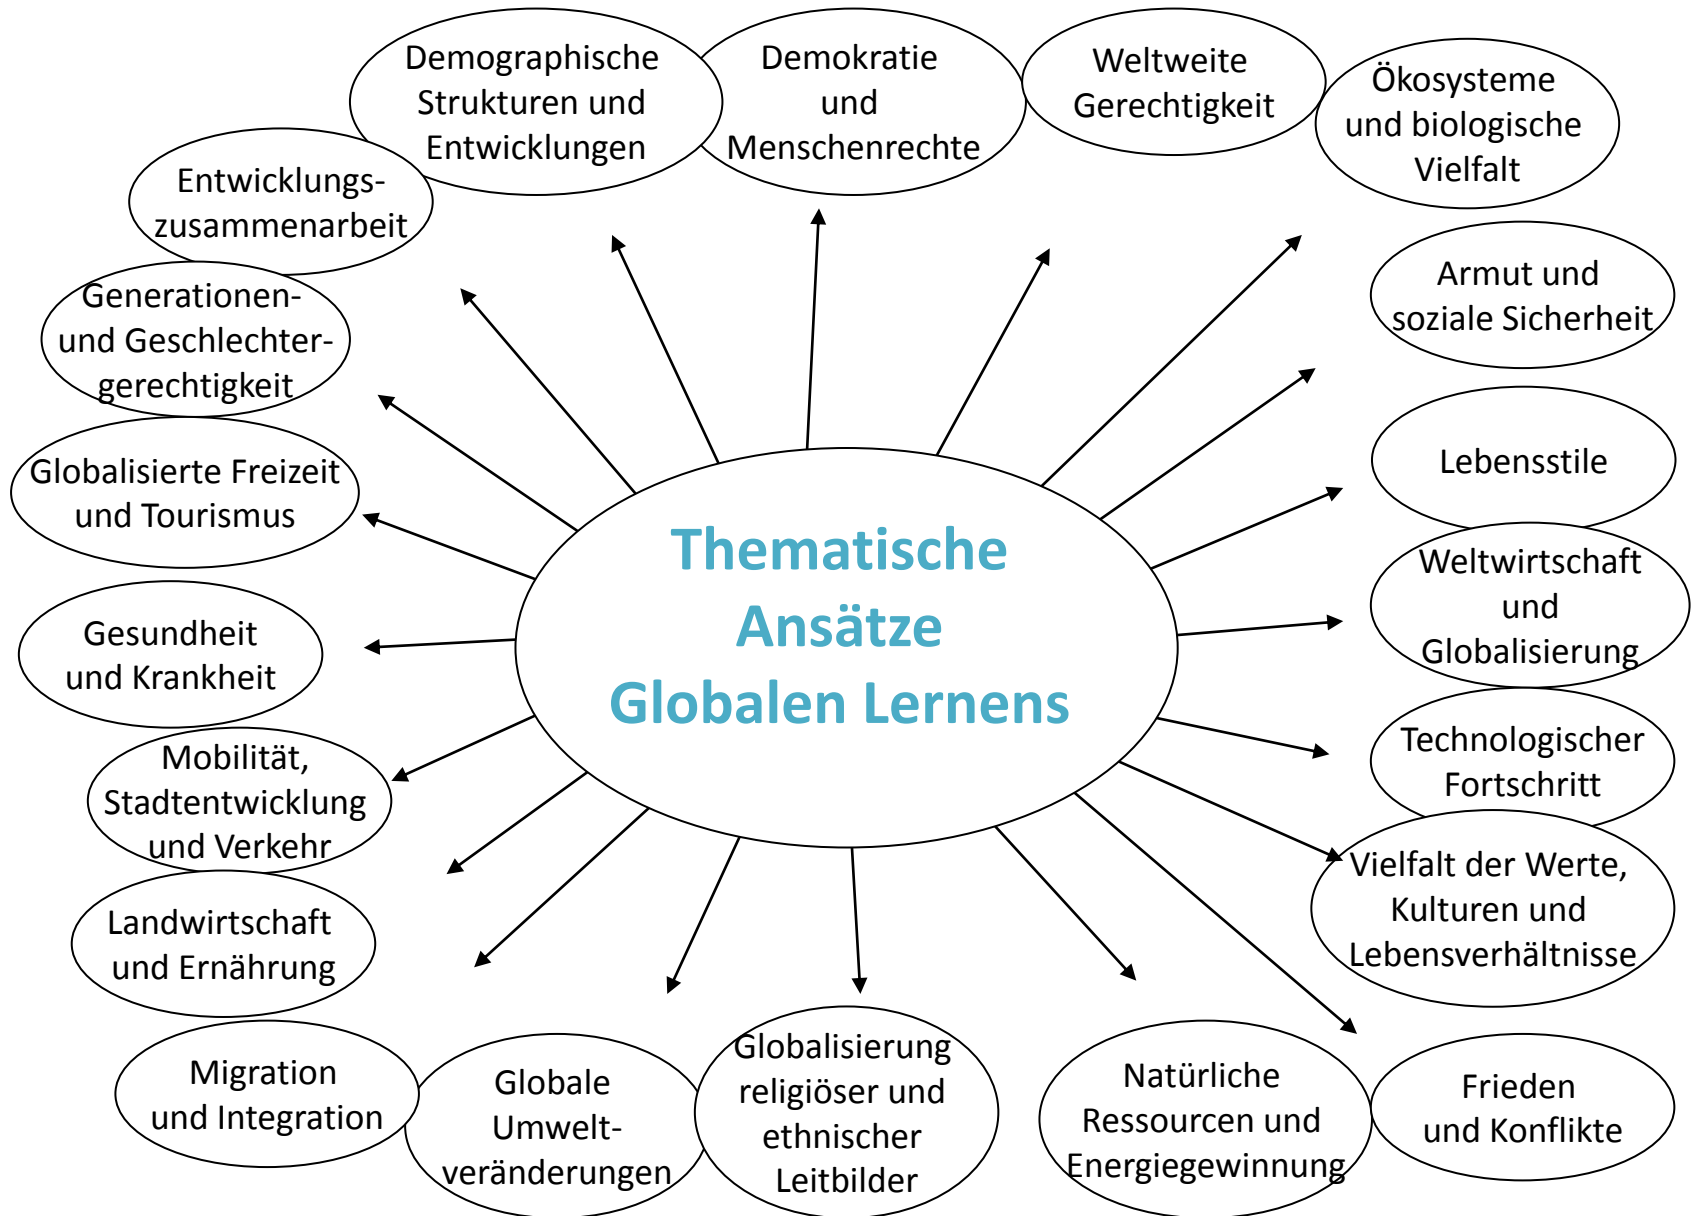 Demographische
Strukturen und
Entwicklungen
Demokratie
und
Menschenrechte
Weltweite
Gerechtigkeit
Ökosysteme
und biologische
Vielfalt
Entwicklungs-
zusammenarbeit
Armut und
soziale Sicherheit
Generationen-
und Geschlechter-
gerechtigkeit
Lebensstile
Globalisierte Freizeit
und Tourismus
Thematische
Ansätze
Globalen Lernens
Weltwirtschaft
und
Globalisierung
Gesundheit
und Krankheit
Technologischer
Fortschritt
Mobilität,
Stadtentwicklung
und Verkehr
Vielfalt der Werte,
Kulturen und
Lebensverhältnisse
Landwirtschaft
und Ernährung
Migration
und Integration
Globale
Umwelt-
veränderungen
Globalisierung
religiöser und
ethnischer
Leitbilder
Natürliche
Ressourcen und
Energiegewinnung
Frieden
und Konflikte